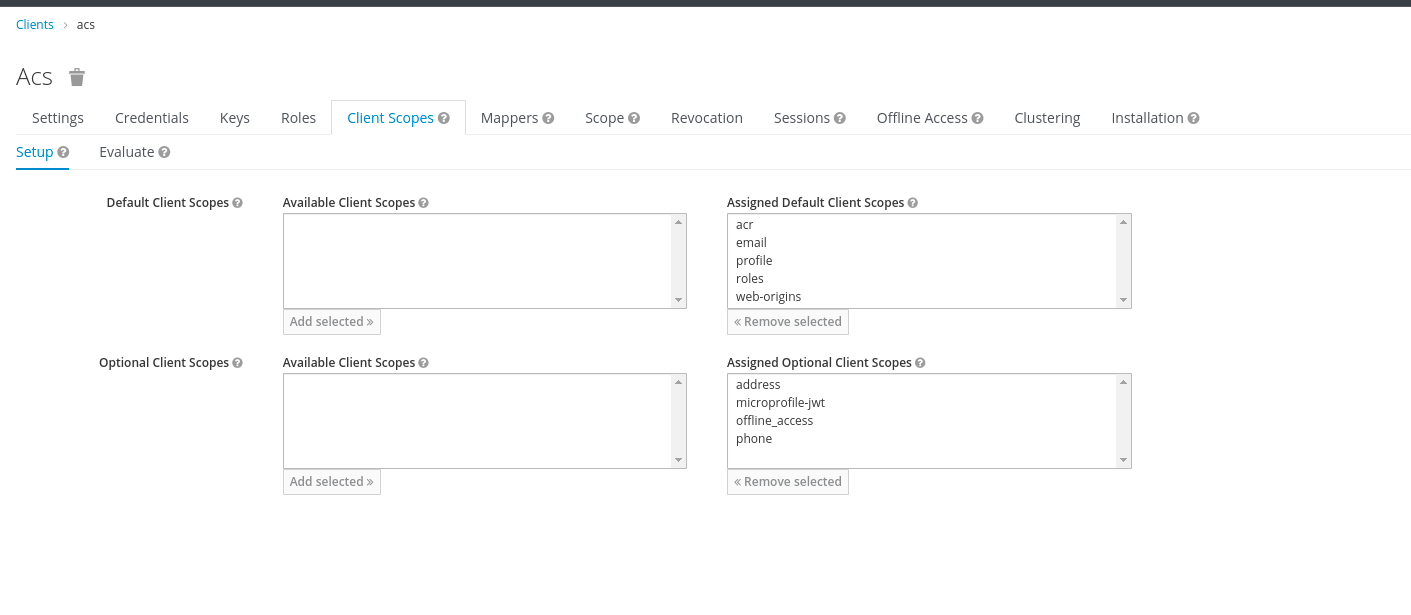 Clients › acs
Acs
Settings Credentials Keys Roles Client Scopes Mappers Scope Revocation Sessions Offline Access Clustering Installation
Setup Evaluate
Default Client Scopes Available Client Scopes Assigned Default Client Scopes
acr
email
profile
roles
web-origins
Add selected » « Remove selected
Optional Client Scopes Available Client Scopes Assigned Optional Client Scopes
address
microprofile-jwt
offline_access
phone
Add selected » « Remove selected